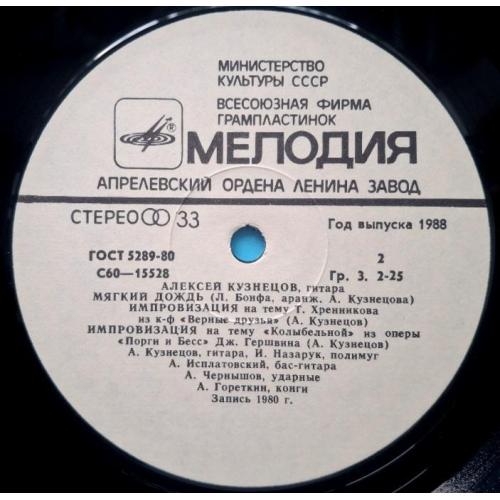 МИНИСТЕРСТВО
КУЛЬТУРЫ СССР
ВСЕСОЮЗНАЯ ФИРМА
ГРАМПЛАСТИНОК
®
МЕЛОДИЯ
АПРЕЛЕВСКИЙ ОРДЕНА ЛЕНИНА ЗАВОД
СТЕРЕО 33
Год выпуска 1988
ГОСТ 5289-80
2
С60—15528
Гр. 3. 2-25
АЛЕКСЕЙ КУЗНЕЦОВ, гитара
МЯГКИЙ ДОЖДЬ (Л. Бонфа, аранж. А. Кузнецова)
ИМПРОВИЗАЦИЯ на тему Т. Хренникова
из к-ф «Верные друзья» (А. Кузнецов)
ИМПРОВИЗАЦИЯ на тему «Колыбельной» из оперы
«Порги и Бесс» Дж. Гершвина (А. Кузнецов)
А. Кузнецов, гитара, И. Назарук, полимуг
А. Исплатовский, бас-гитара
А. Чернышов, ударные
А. Гореткин, конги
Запись 1980 г.